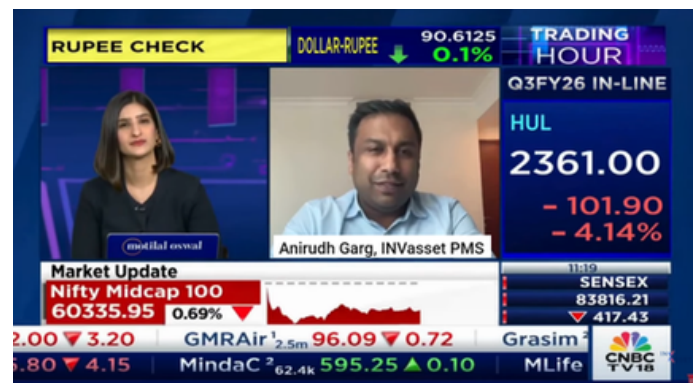 RUPEE CHECK
DOLLAR-RUPEE
90.6125
0.1%
TRADING
HOUR
Q3FY26 IN-LINE
HUL
2361.00
- 101.90
- 4.14%
motilal oswal
Anirudh Garg, INVasset PMS
Market Update
Nifty Midcap 100
60335.95 0.69%
11:19
SENSEX
83816.21
417.43
2.00 3.20 GMRAir ¹ 2.5m 96.09 0.72 Grasim ²
5.80 4.15 MindaC ² 62.4k 595.25 0.10 MLife
CNBC
TV18